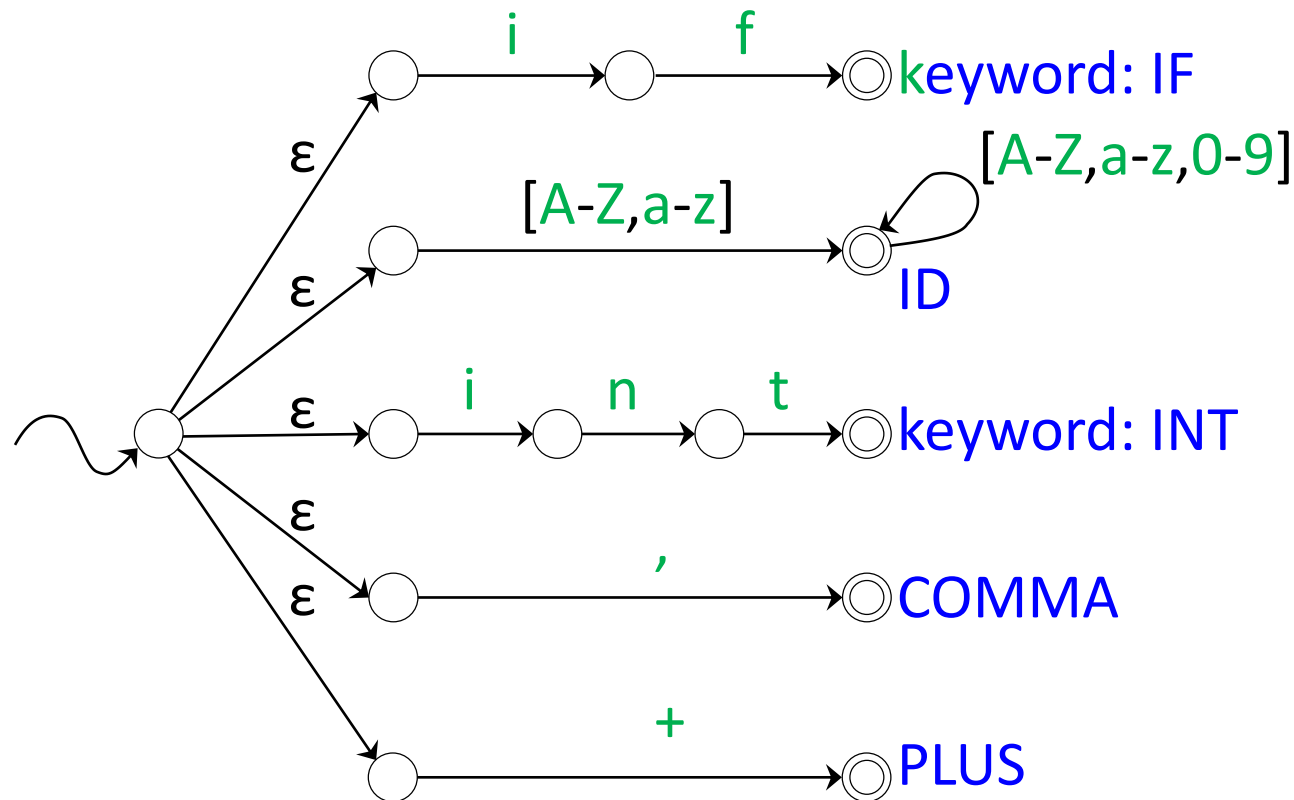 i f keyword: IF
ε [A-Z,a-z,0-9]
[A-Z,a-z]
ε ID
i n t
ε keyword: INT
ε ,
ε COMMA
+
PLUS